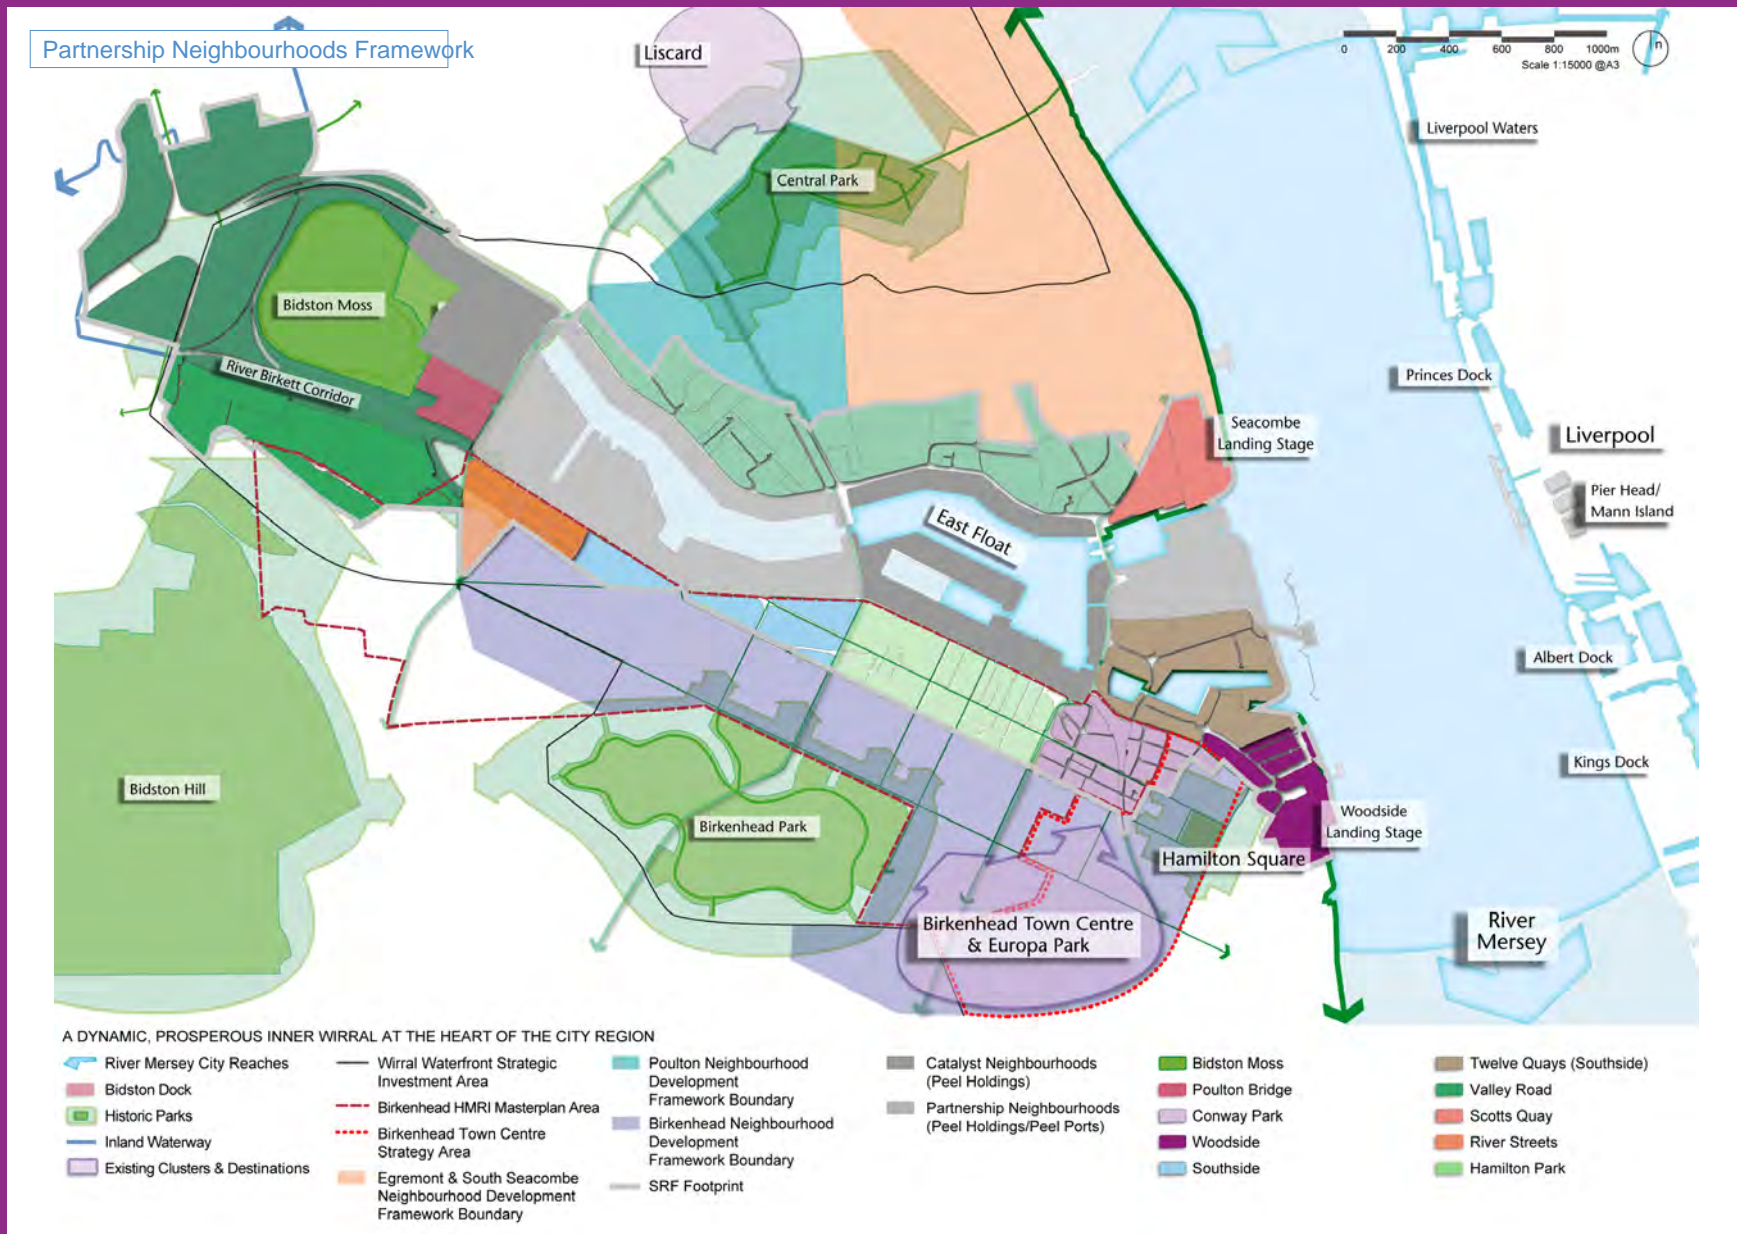 Partnership Neighbourhoods Framework
Liscard
0 200 400 600 800 1000m
Scale 1:15000 @A3
n
Liverpool Waters
Central Park
Bidston Moss
River Birkett Corridor
Princes Dock
Seacombe
Landing Stage
Liverpool
Pier Head/
Mann Island
East Float
Albert Dock
Kings Dock
Bidston Hill
Birkenhead Park
Woodside
Landing Stage
Hamilton Square
Birkenhead Town Centre
& Europa Park
River
Mersey
A DYNAMIC, PROSPEROUS INNER WIRRAL AT THE HEART OF THE CITY REGION
River Mersey City Reaches
Bidston Dock
Historic Parks
Inland Waterway
Existing Clusters & Destinations
Wirral Waterfront Strategic
Investment Area
Birkenhead HMRI Masterplan Area
Birkenhead Town Centre
Strategy Area
Egremont & South Seacombe
Neighbourhood Development
Framework Boundary
Poulton Neighbourhood
Development
Framework Boundary
Birkenhead Neighbourhood
Development
Framework Boundary
SRF Footprint
Catalyst Neighbourhoods
(Peel Holdings)
Partnership Neighbourhoods
(Peel Holdings/Peel Ports)
Bidston Moss
Poulton Bridge
Conway Park
Woodside
Southside
Twelve Quays (Southside)
Valley Road
Scotts Quay
River Streets
Hamilton Park